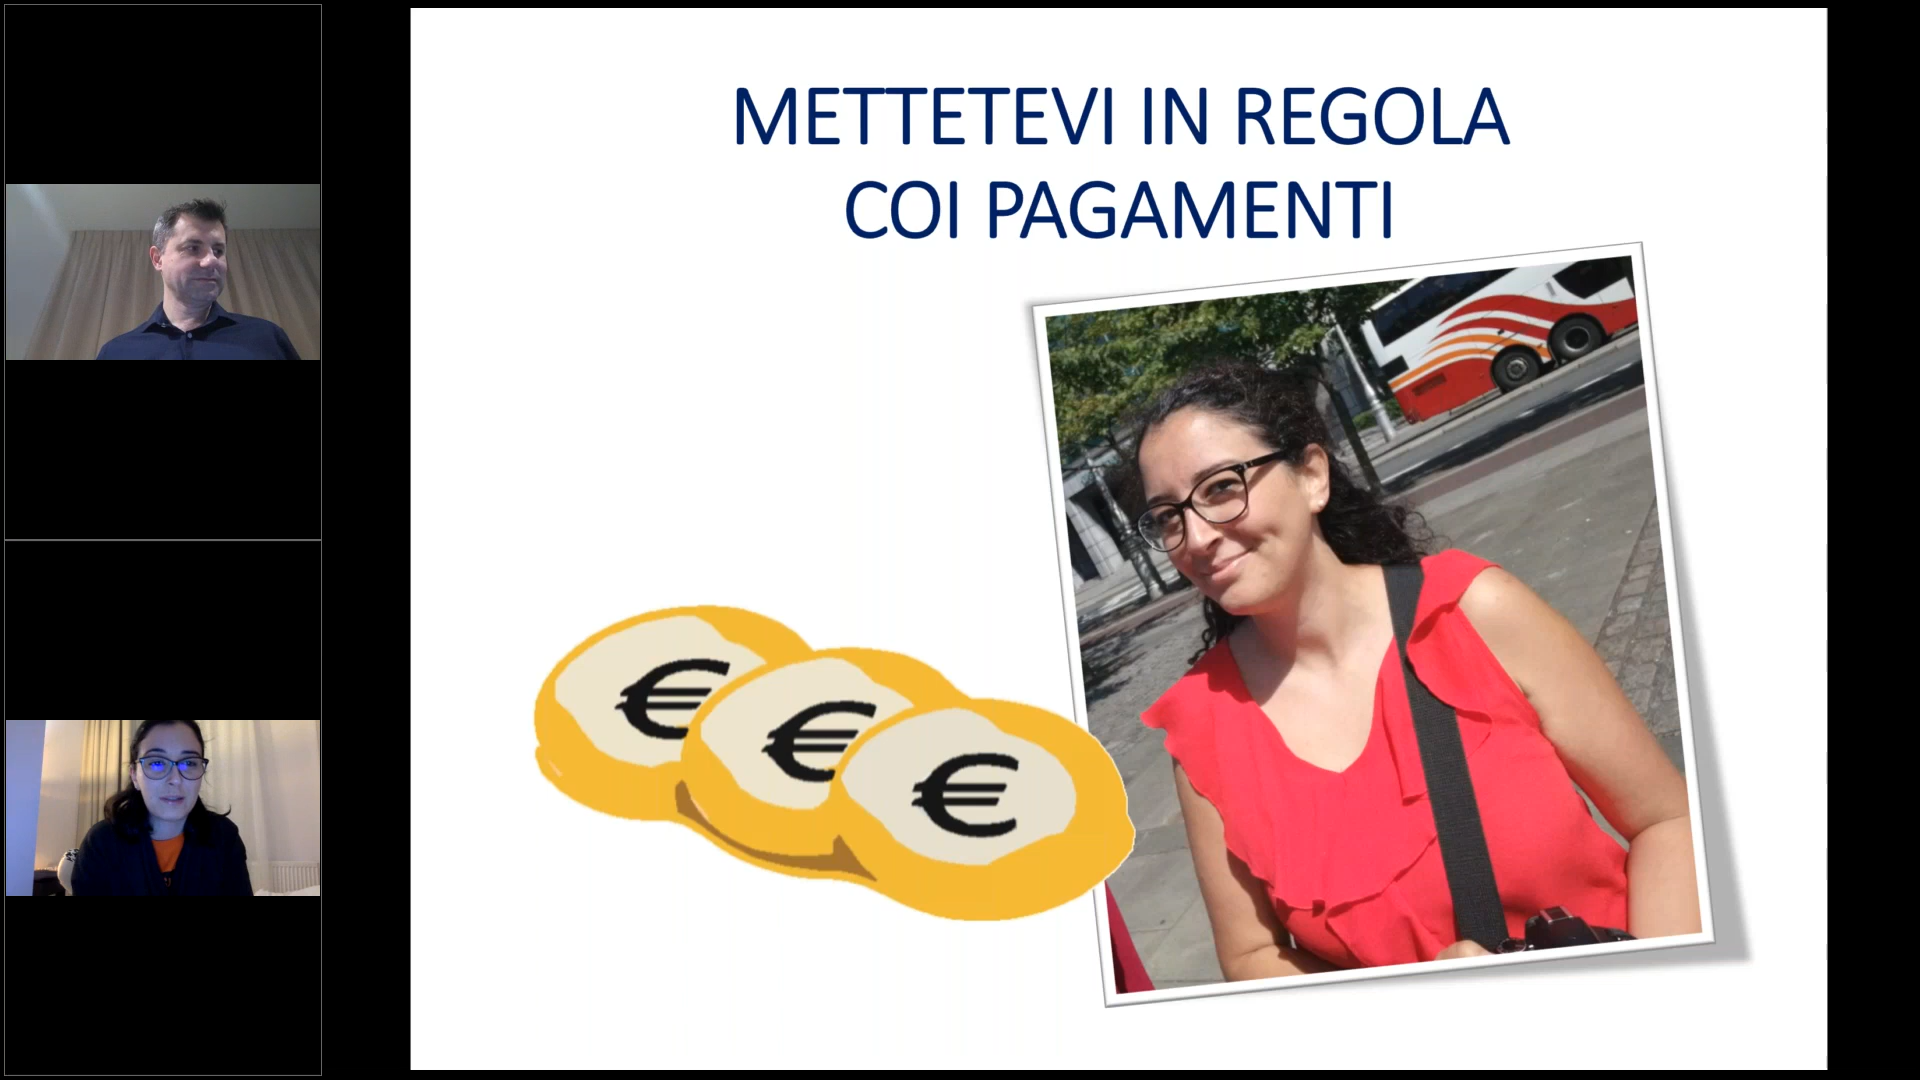 METTETEVI IN REGOLA
COI PAGAMENTI
€
€
€